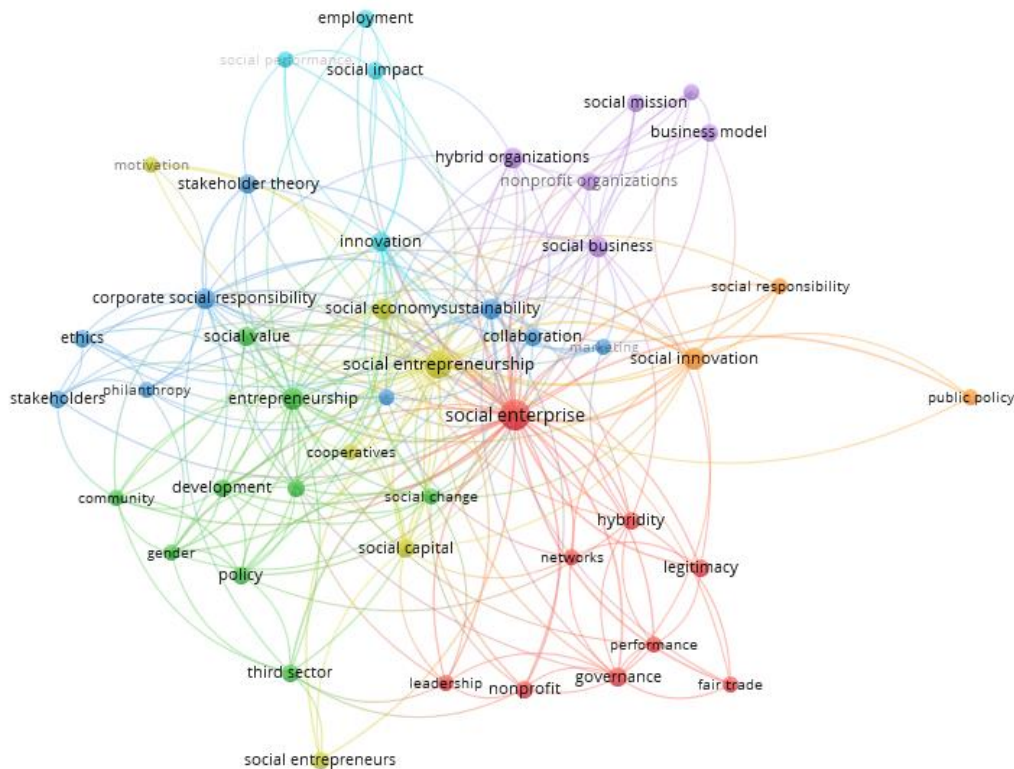 employment
social performance
social impact
social mission
business model
hybrid organizations
motivation
nonprofit organizations
stakeholder theory
innovation
social business
social responsibility
corporate social responsibility
social economy
sustainability
ethics
social value
collaboration
marketing
social entrepreneurship
social innovation
philanthropy
stakeholders
entrepreneurship
public policy
social enterprise
cooperatives
development
community
social change
hybridity
gender
social capital
networks
policy
legitimacy
performance
third sector
leadership
nonprofit
governance
fair trade
social entrepreneurs